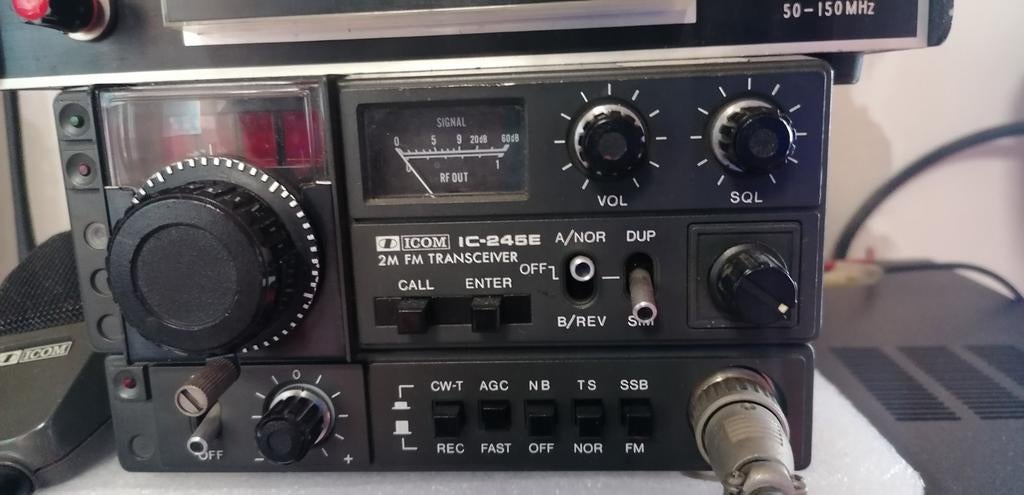 50-150MHz
SIGNAL
0 5 9 20dB 60dB
0 1
RF OUT
VOL
SQL
ICOM IC-245E
2M FM TRANSCEIVER
A/NOR DUP
OFF
CALL ENTER
B/REV SIM
ICOM
0
CW-T AGC NB TS SSB
REC FAST OFF NOR FM
OFF
- +